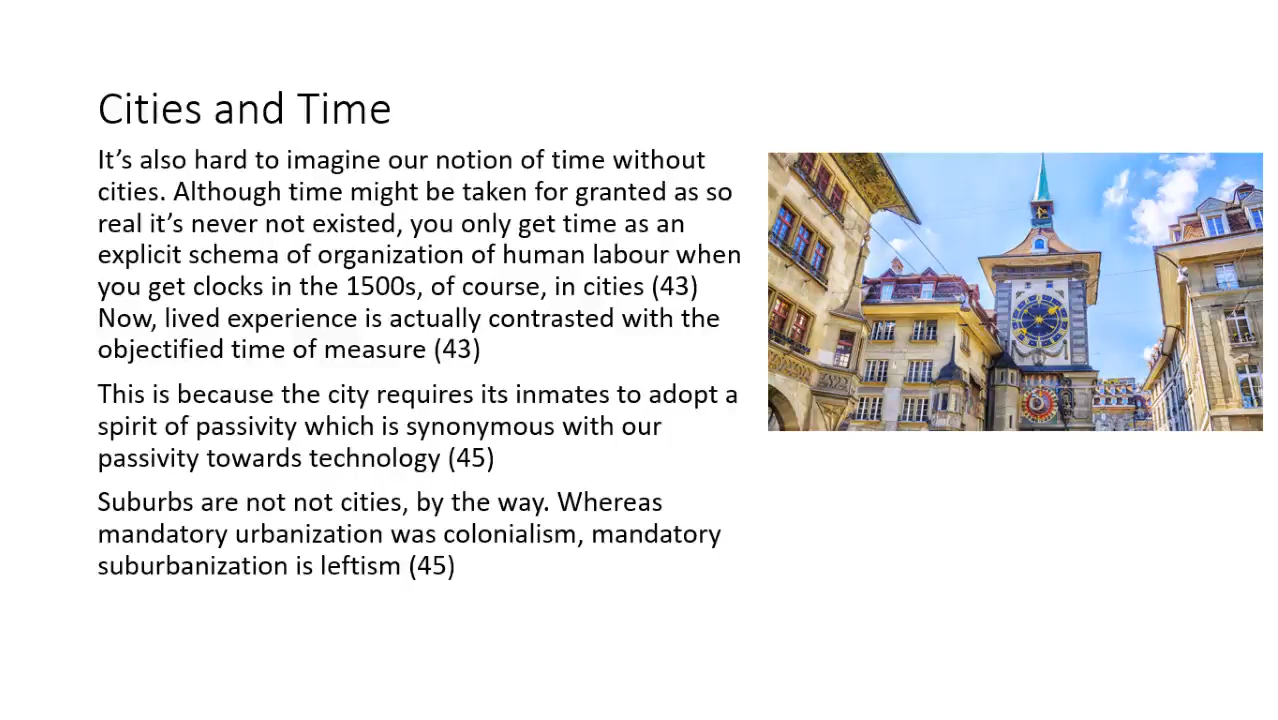 Cities and Time
It’s also hard to imagine our notion of time without
cities. Although time might be taken for granted as so
real it’s never not existed, you only get time as an
explicit schema of organization of human labour when
you get clocks in the 1500s, of course, in cities (43)
Now, lived experience is actually contrasted with the
objectified time of measure (43)
This is because the city requires its inmates to adopt a
spirit of passivity which is synonymous with our
passivity towards technology (45)
Suburbs are not not cities, by the way. Whereas
mandatory urbanization was colonialism, mandatory
suburbanization is leftism (45)